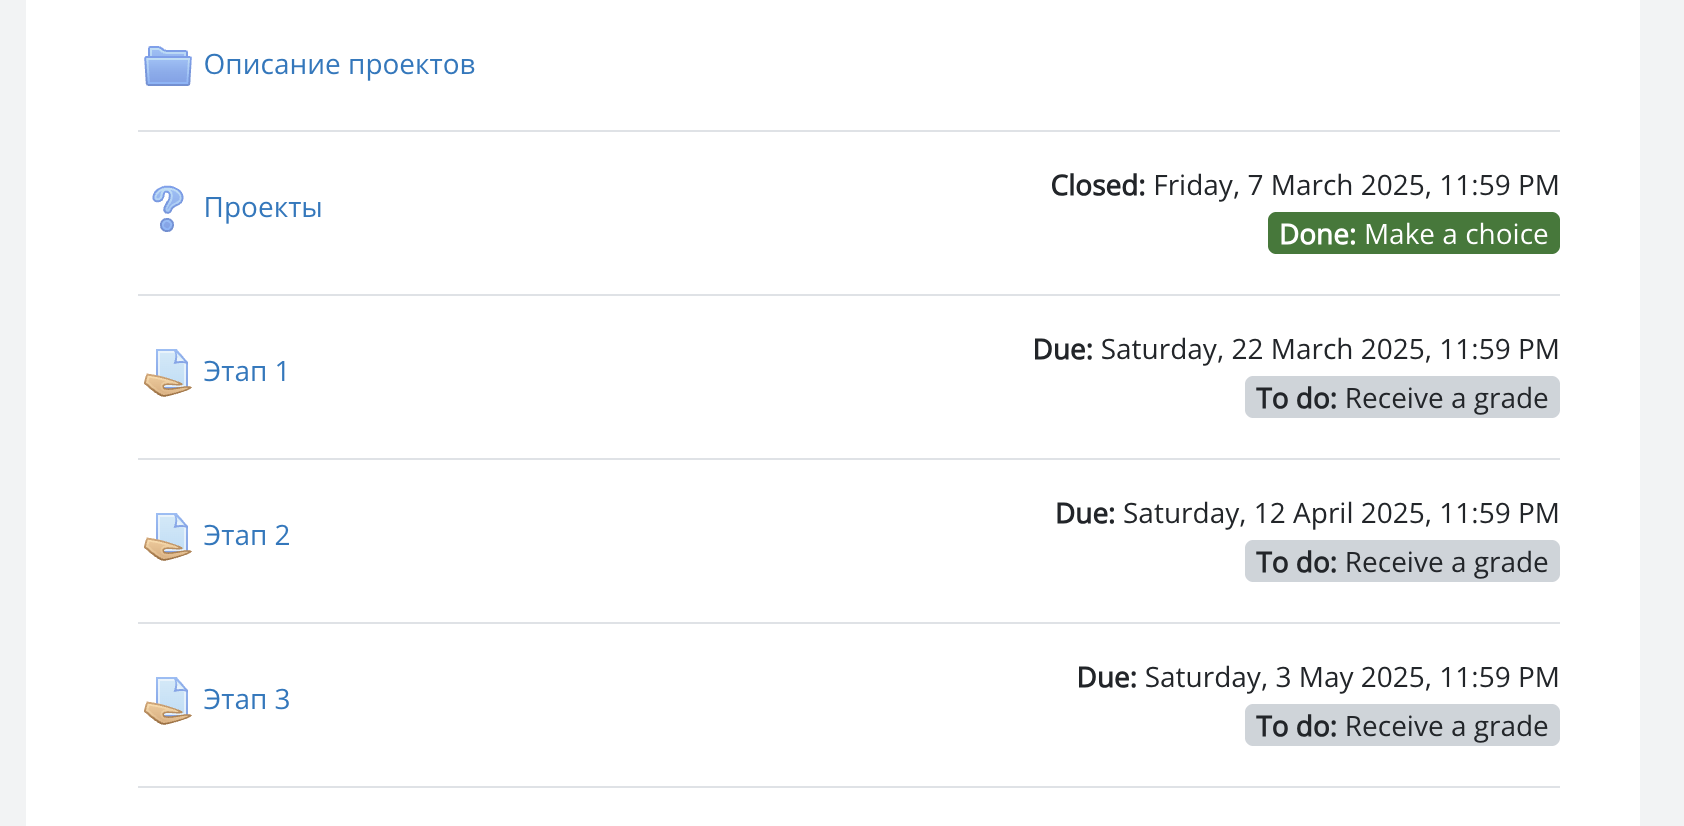 Описание проектов
Проекты
Closed: Friday, 7 March 2025, 11:59 PM
Done: Make a choice
Этап 1
Due: Saturday, 22 March 2025, 11:59 PM
To do: Receive a grade
Этап 2
Due: Saturday, 12 April 2025, 11:59 PM
To do: Receive a grade
Этап 3
Due: Saturday, 3 May 2025, 11:59 PM
To do: Receive a grade